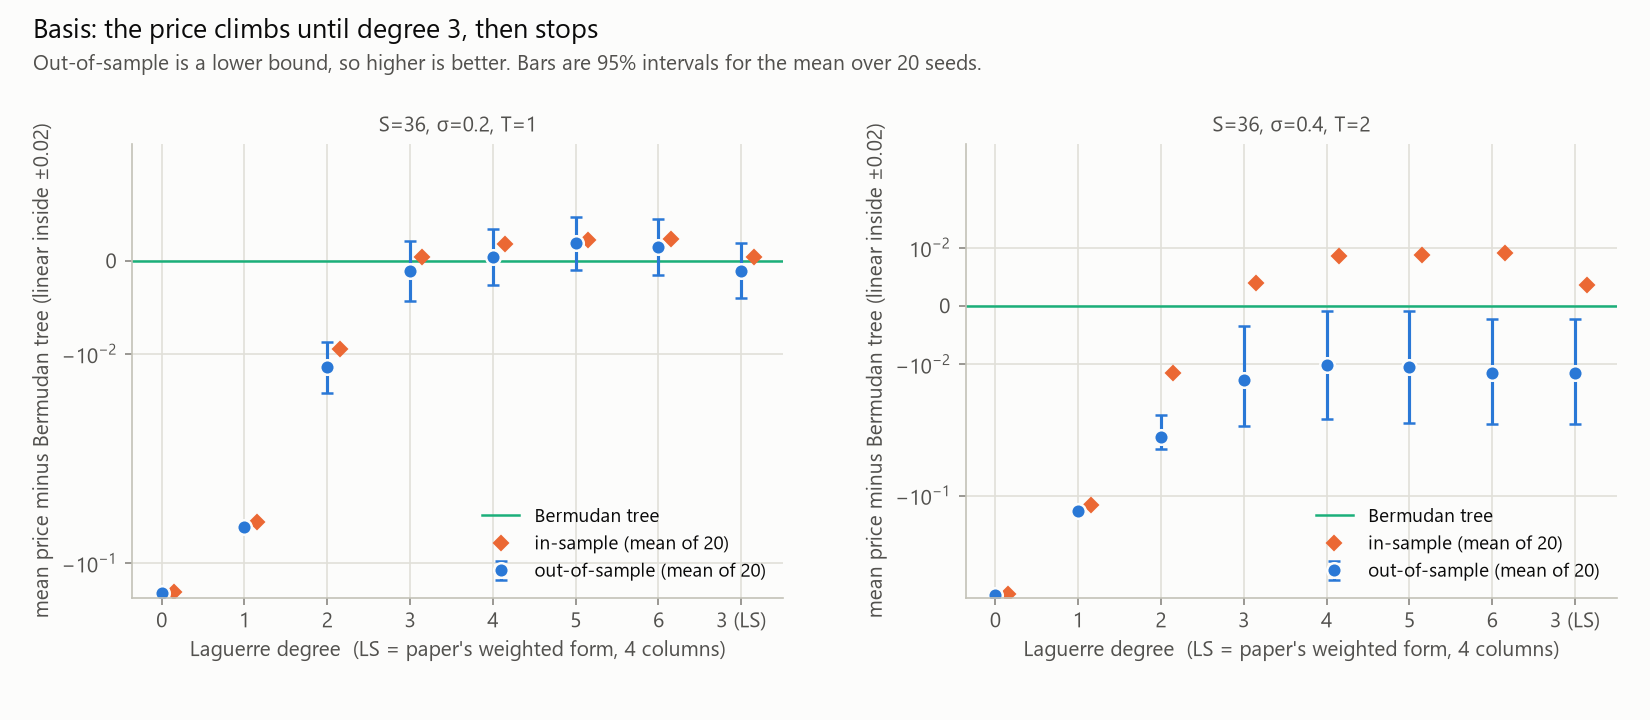 Basis: the price climbs until degree 3, then stops
Out-of-sample is a lower bound, so higher is better. Bars are 95% intervals for the mean over 20 seeds.
S=36, σ=0.2, T=1
mean price minus Bermudan tree (linear inside ±0.02)
0
−10⁻²
−10⁻¹
Bermudan tree
in-sample (mean of 20)
out-of-sample (mean of 20)
0 1 2 3 4 5 6 3 (LS)
Laguerre degree  (LS = paper's weighted form, 4 columns)
S=36, σ=0.4, T=2
mean price minus Bermudan tree (linear inside ±0.02)
10⁻²
0
−10⁻²
−10⁻¹
Bermudan tree
in-sample (mean of 20)
out-of-sample (mean of 20)
0 1 2 3 4 5 6 3 (LS)
Laguerre degree  (LS = paper's weighted form, 4 columns)